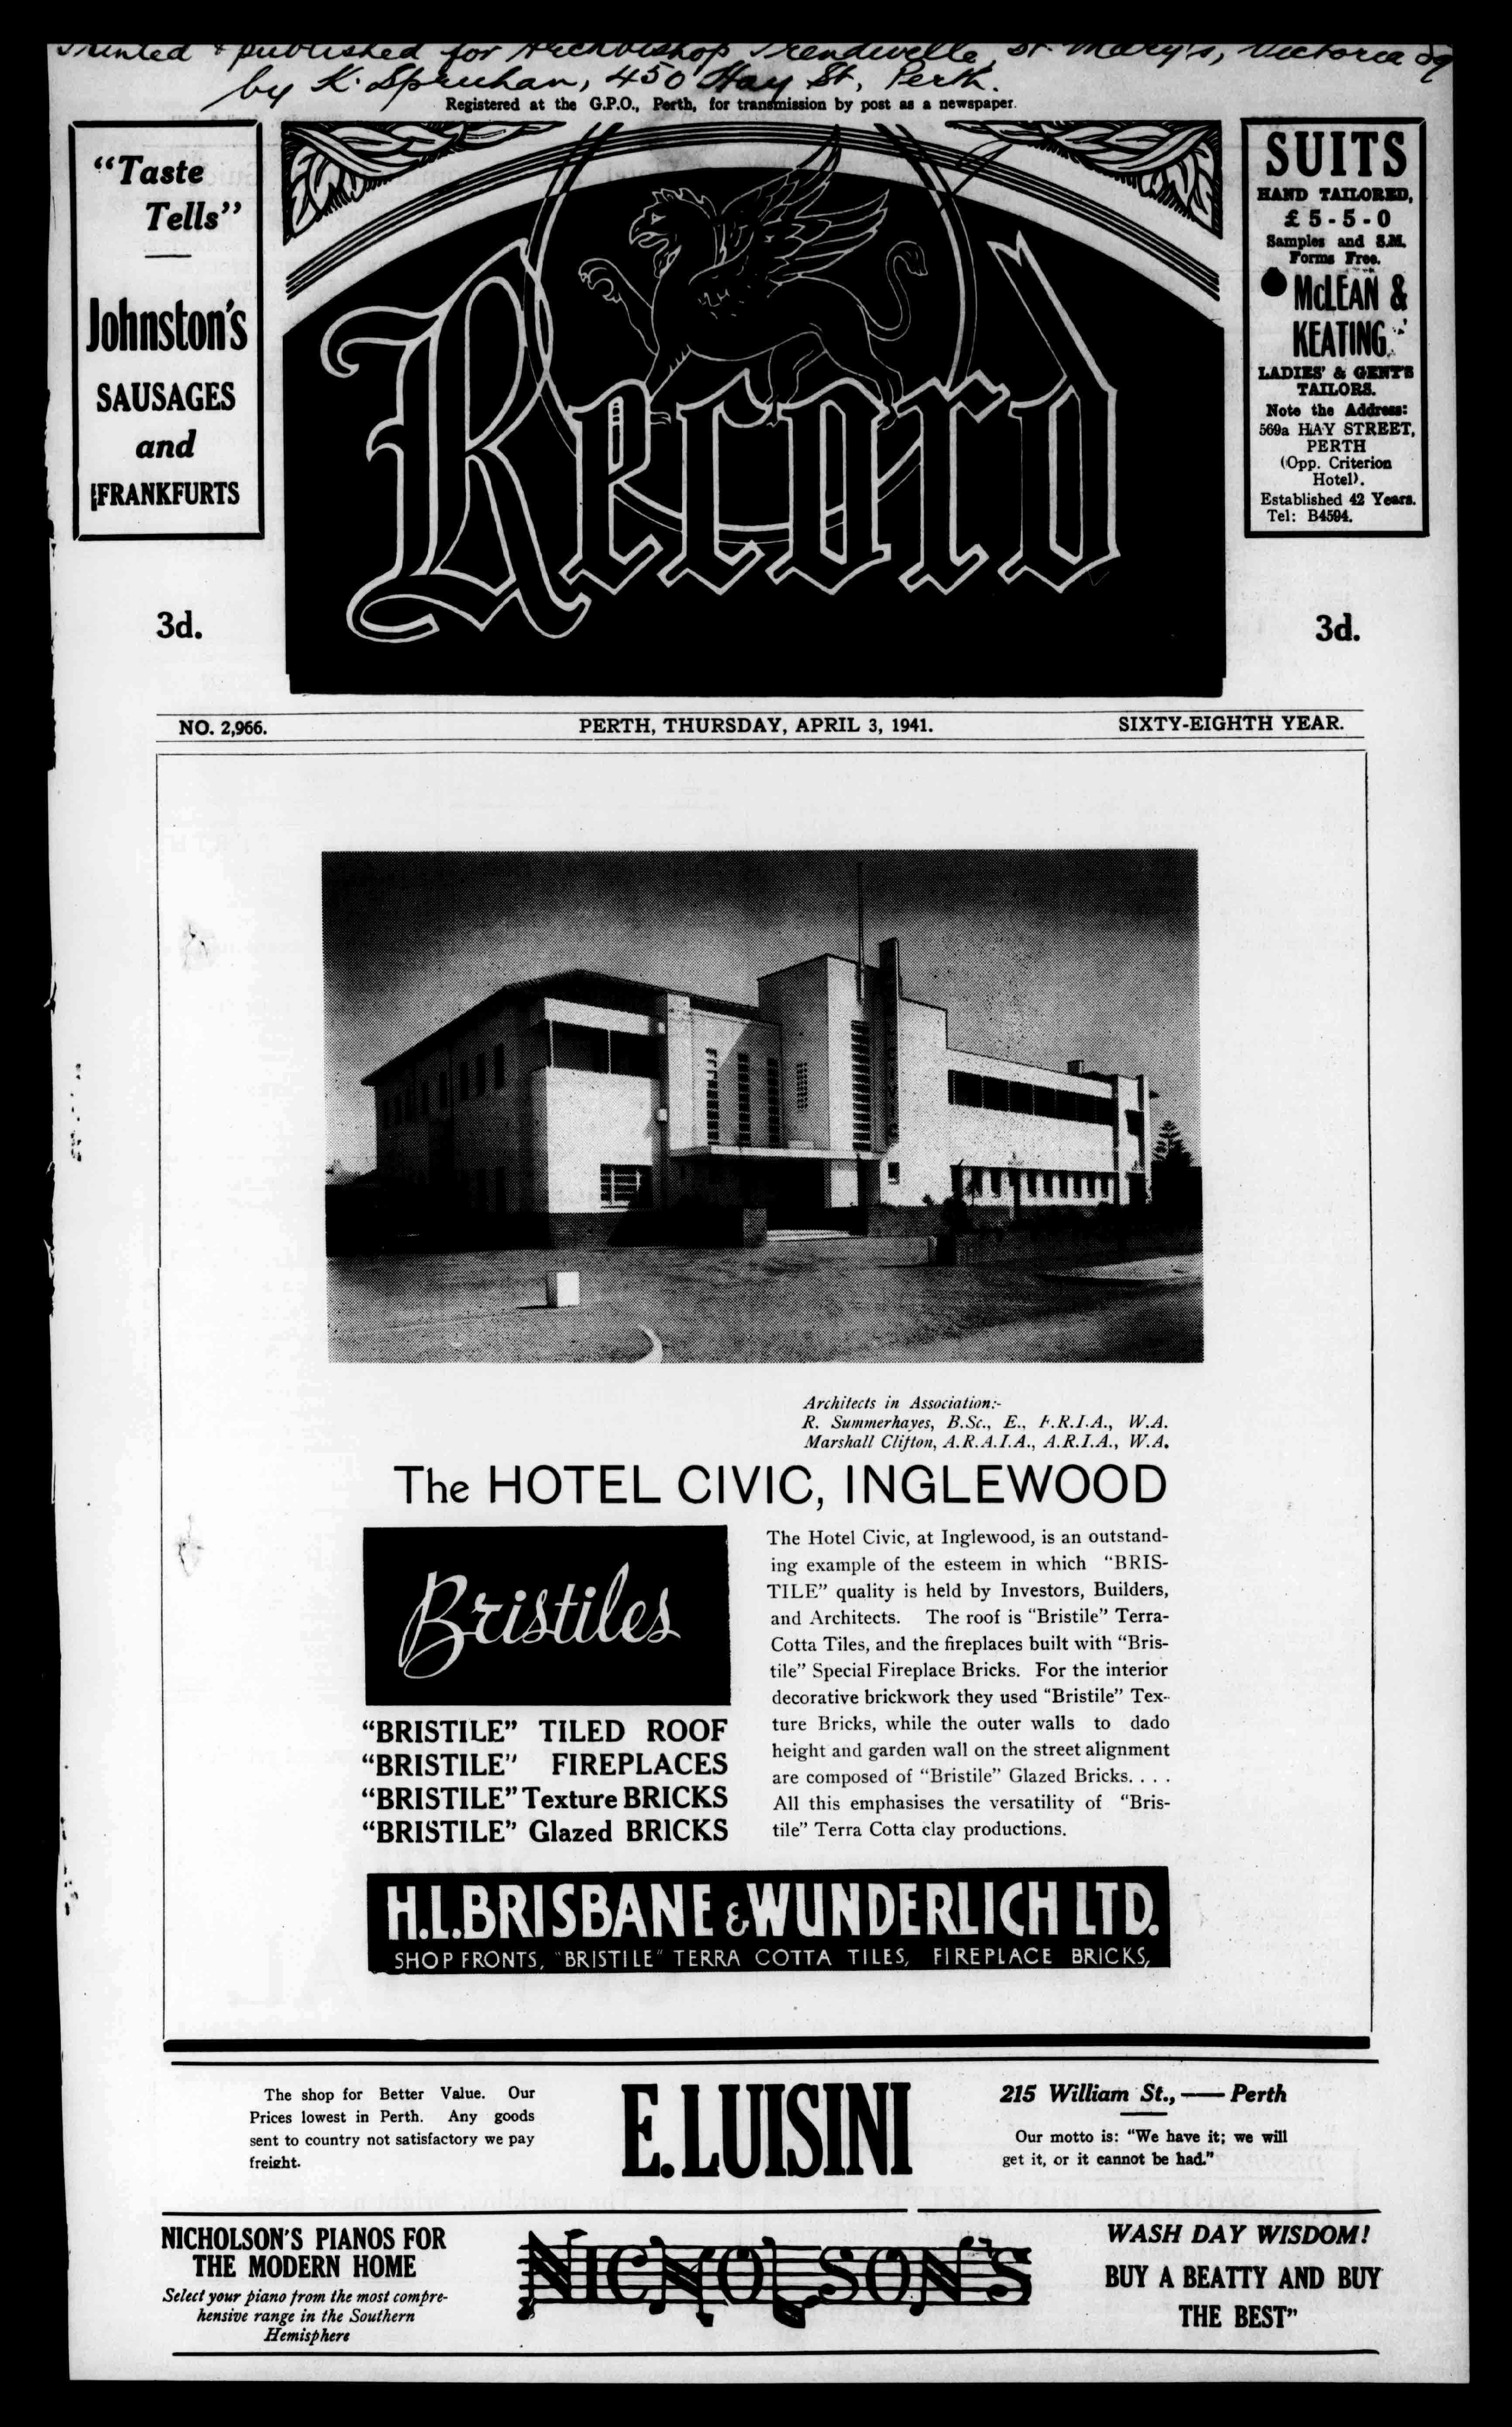 Printed & published for Archbishop Prendiville, St. Mary's, Victoria Sq
by K. Spruhan, 450 Hay St, Perth.
Registered at the G.P.O., Perth, for transmission by post as a newspaper.
"Taste
Tells"
Johnston's
SAUSAGES
and
FRANKFURTS
Record
SUITS
HAND TAILORED,
£5-5-0
Samples and S.M.
Forms Free.
McLEAN &
KEATING
LADIES' & GENT'S
TAILORS.
Note the Address:
569a HAY STREET,
PERTH
(Opp. Criterion
Hotel).
Established 42 Years.
Tel: B4594.
3d.
3d.
NO. 2,966.
PERTH, THURSDAY, APRIL 3, 1941.
SIXTY-EIGHTH YEAR.
Architects in Association:-
R. Summerhayes, B.Sc., E., F.R.I.A., W.A.
Marshall Clifton, A.R.A.I.A., A.R.I.A., W.A.
The HOTEL CIVIC, INGLEWOOD
Bristiles
"BRISTILE" TILED ROOF
"BRISTILE" FIREPLACES
"BRISTILE" Texture BRICKS
"BRISTILE" Glazed BRICKS
The Hotel Civic, at Inglewood, is an outstand-
ing example of the esteem in which "BRIS-
TILE" quality is held by Investors, Builders,
and Architects. The roof is "Bristile" Terra-
Cotta Tiles, and the fireplaces built with "Bris-
tile" Special Fireplace Bricks. For the interior
decorative brickwork they used "Bristile" Tex-
ture Bricks, while the outer walls to dado
height and garden wall on the street alignment
are composed of "Bristile" Glazed Bricks. . . .
All this emphasises the versatility of "Bris-
tile" Terra Cotta clay productions.
H.L.BRISBANE & WUNDERLICH LTD.
SHOP FRONTS, "BRISTILE" TERRA COTTA TILES, FIREPLACE BRICKS,
The shop for Better Value. Our
Prices lowest in Perth. Any goods
sent to country not satisfactory we pay
freight.
E. LUISINI
215 William St., — Perth
Our motto is: "We have it; we will
get it, or it cannot be had."
NICHOLSON'S PIANOS FOR
THE MODERN HOME
Select your piano from the most compre-
hensive range in the Southern
Hemisphere
NICHOLSON'S
WASH DAY WISDOM!
BUY A BEATTY AND BUY
THE BEST"